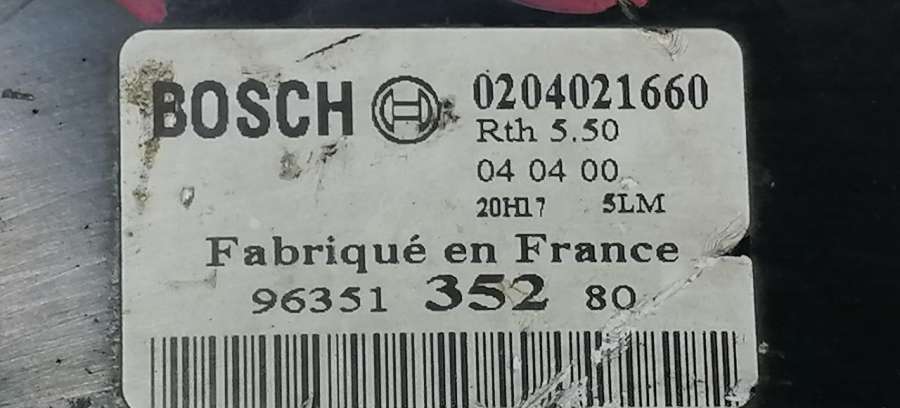 BOSCH 0204021660
Rth 5.50
04 04 00
20H17 5LM
Fabriqué en France
96351 352 80